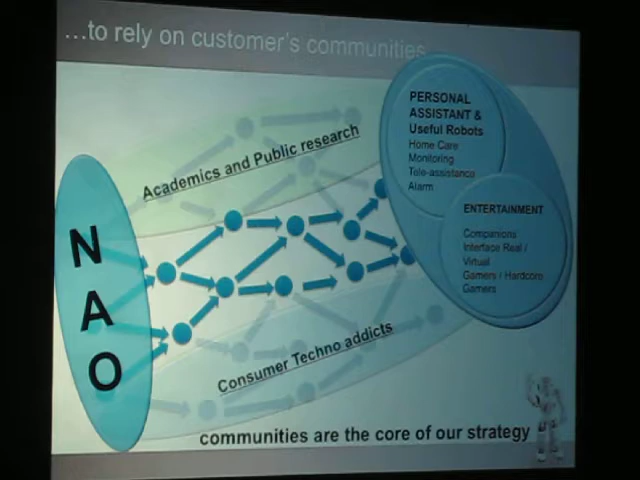 ...to rely on customer's communities
PERSONAL
ASSISTANT &
Useful Robots
Home Care
Monitoring
Tele-assistance
Alarm
Academics and Public research
ENTERTAINMENT
Companions
Interface Real /
Virtual
Gamers / Hardcore
Gamers
N
A
O
Consumer Techno addicts
communities are the core of our strategy